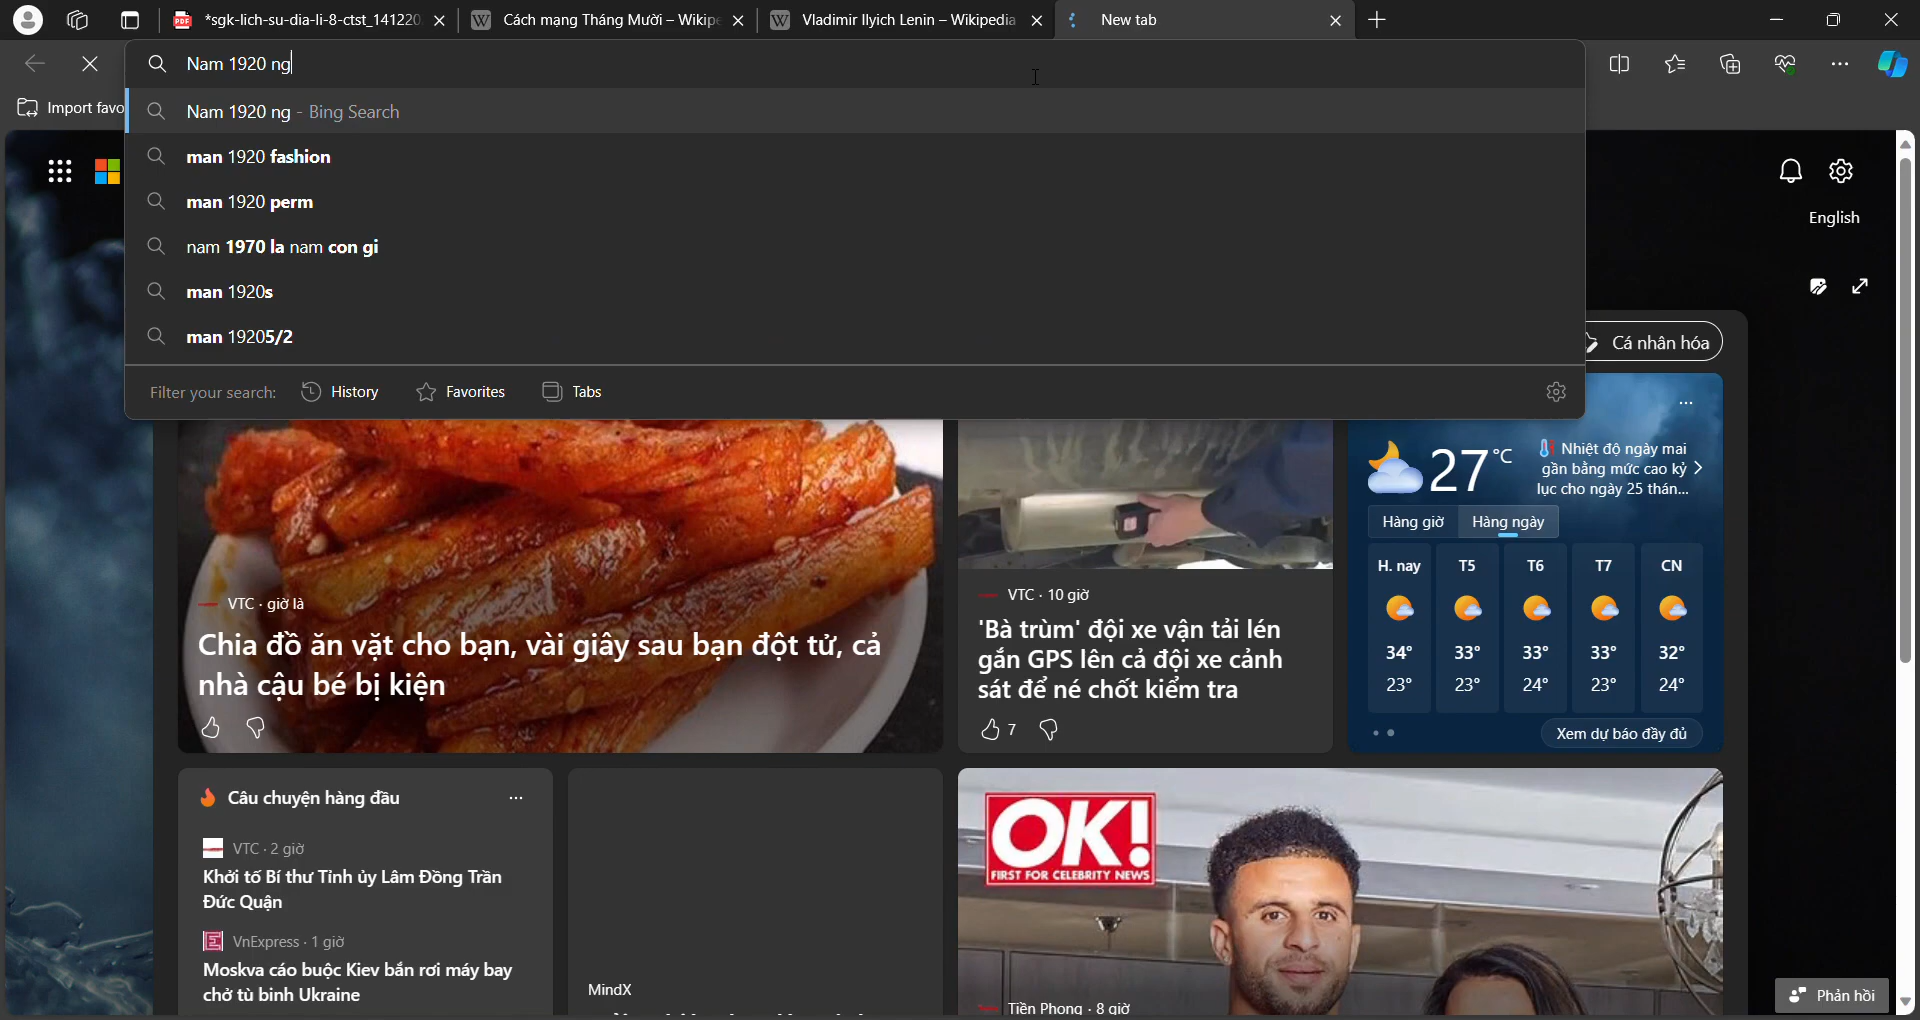 *sgk-lich-su-dia-li-8-ctst_141220
Cách mạng Tháng Mười – Wikipe
Vladimir Ilyich Lenin – Wikipedia
New tab
Nam 1920 ng
Import favo
Nam 1920 ng - Bing Search
man 1920 fashion
man 1920 perm
nam 1970 la nam con gi
man 1920s
man 19205/2
Filter your search:
History
Favorites
Tabs
English
Cá nhân hóa
VTC · giờ là
Chia đồ ăn vặt cho bạn, vài giây sau bạn đột tử, cả
nhà cậu bé bị kiện
VTC · 10 giờ
'Bà trùm' đội xe vận tải lén
gắn GPS lên cả đội xe cảnh
sát để né chốt kiểm tra
7
27 °C
Nhiệt độ ngày mai
gần bằng mức cao kỷ
lục cho ngày 25 thán...
Hàng giờ
Hàng ngày
H. nay T5 T6 T7 CN
34° 33° 33° 33° 32°
23° 23° 24° 23° 24°
Xem dự báo đầy đủ
Câu chuyện hàng đầu
VTC · 2 giờ
Khởi tố Bí thư Tỉnh ủy Lâm Đồng Trần
Đức Quận
VnExpress · 1 giờ
Moskva cáo buộc Kiev bắn rơi máy bay
chở tù binh Ukraine
MindX
OK!
FIRST FOR CELEBRITY NEWS
Tiền Phong · 8 giờ
Phản hồi